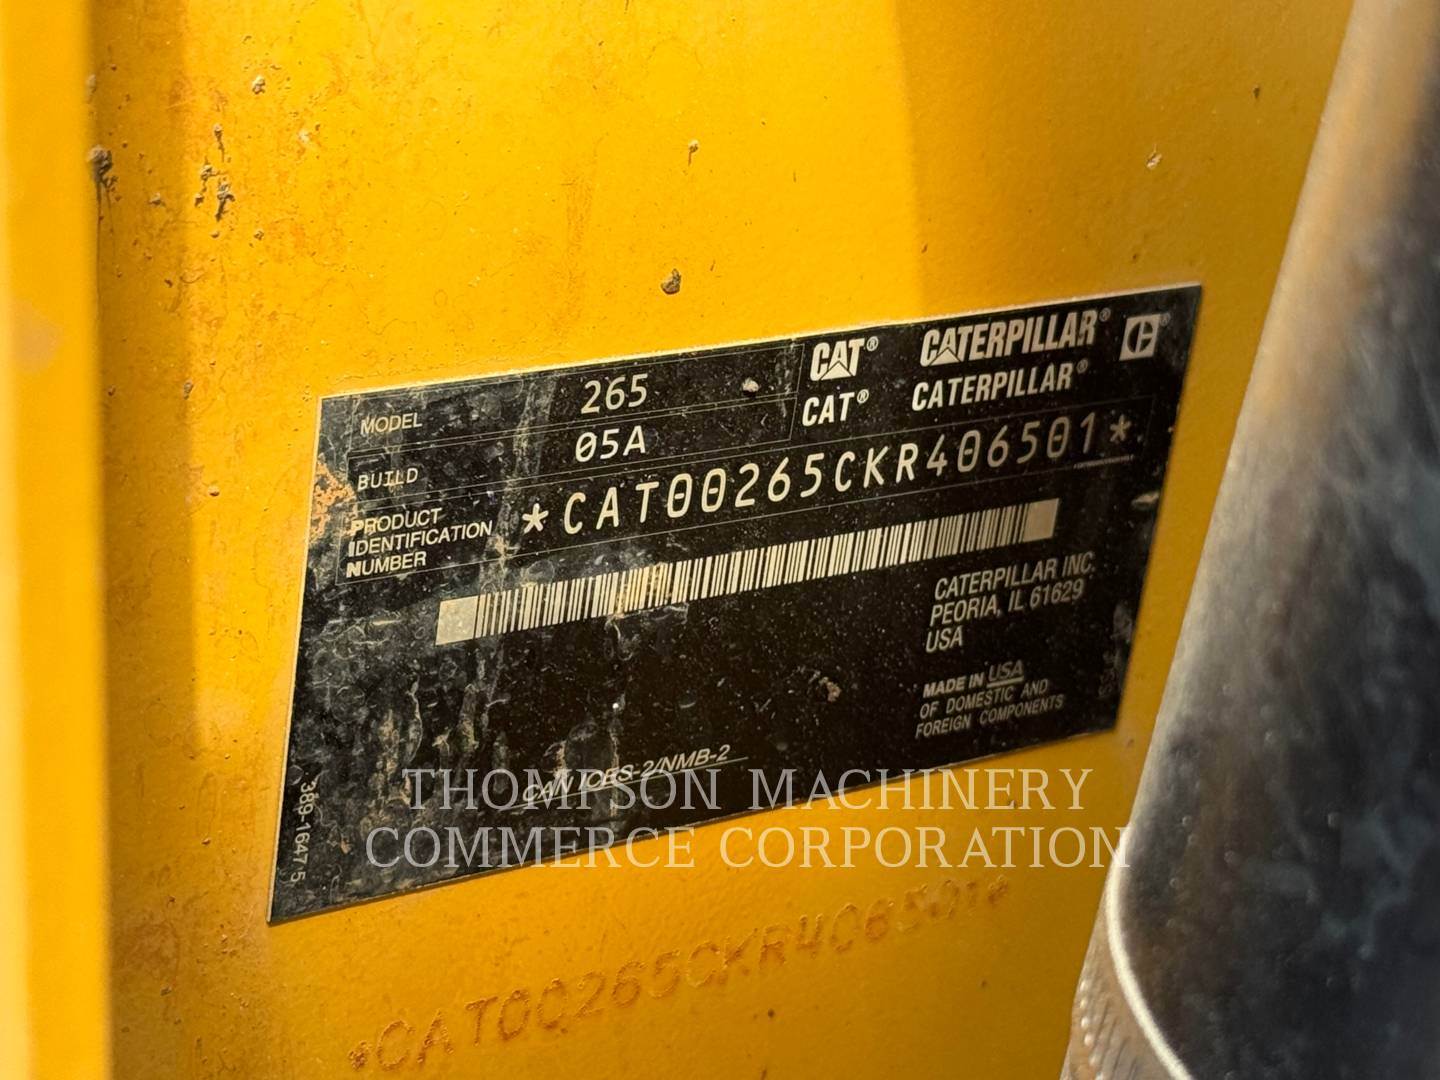 MODEL 265
CAT® CATERPILLAR®
BUILD 05A
CAT® CATERPILLAR®
PRODUCT
IDENTIFICATION
NUMBER
*CAT00265CKR406501*
CATERPILLAR INC.
PEORIA, IL 61629
USA
MADE IN USA
OF DOMESTIC AND
FOREIGN COMPONENTS
CAN ICES-2/NMB-2
389-1647 5
THOMPSON MACHINERY
COMMERCE CORPORATION
*CAT00265CKR406501*